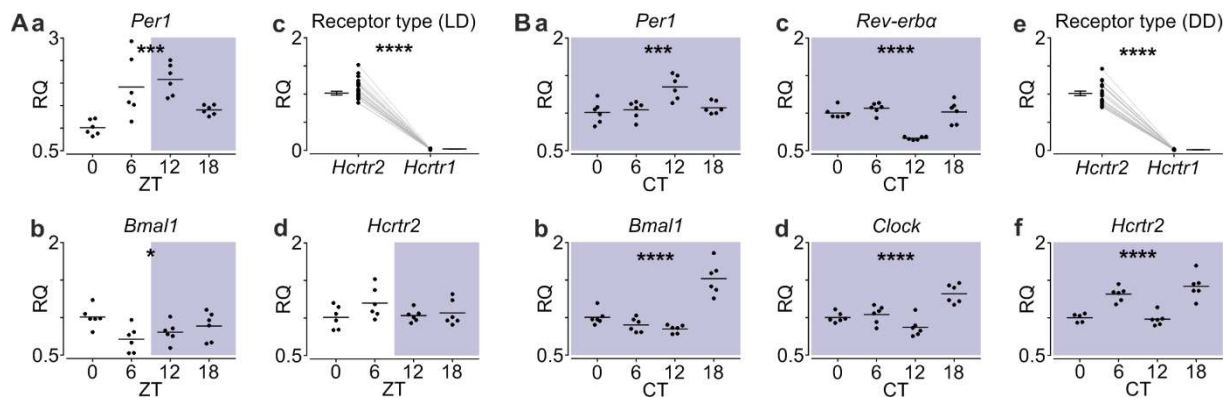 A a Per1
3
RQ
0.5
***
0 6 12 18
ZT
c Receptor type (LD)
2
RQ
0
****
Hcrtr2 Hcrtr1
B a Per1
2
RQ
0.5
***
0 6 12 18
CT
c Rev-erbα
2
RQ
0.5
****
0 6 12 18
CT
e Receptor type (DD)
2
RQ
0
****
Hcrtr2 Hcrtr1
b Bmal1
2
RQ
0.5
*
0 6 12 18
ZT
d Hcrtr2
2
RQ
0.5
0 6 12 18
ZT
b Bmal1
2
RQ
0.5
****
0 6 12 18
CT
d Clock
2
RQ
0.5
****
0 6 12 18
CT
f Hcrtr2
2
RQ
0.5
****
0 6 12 18
CT